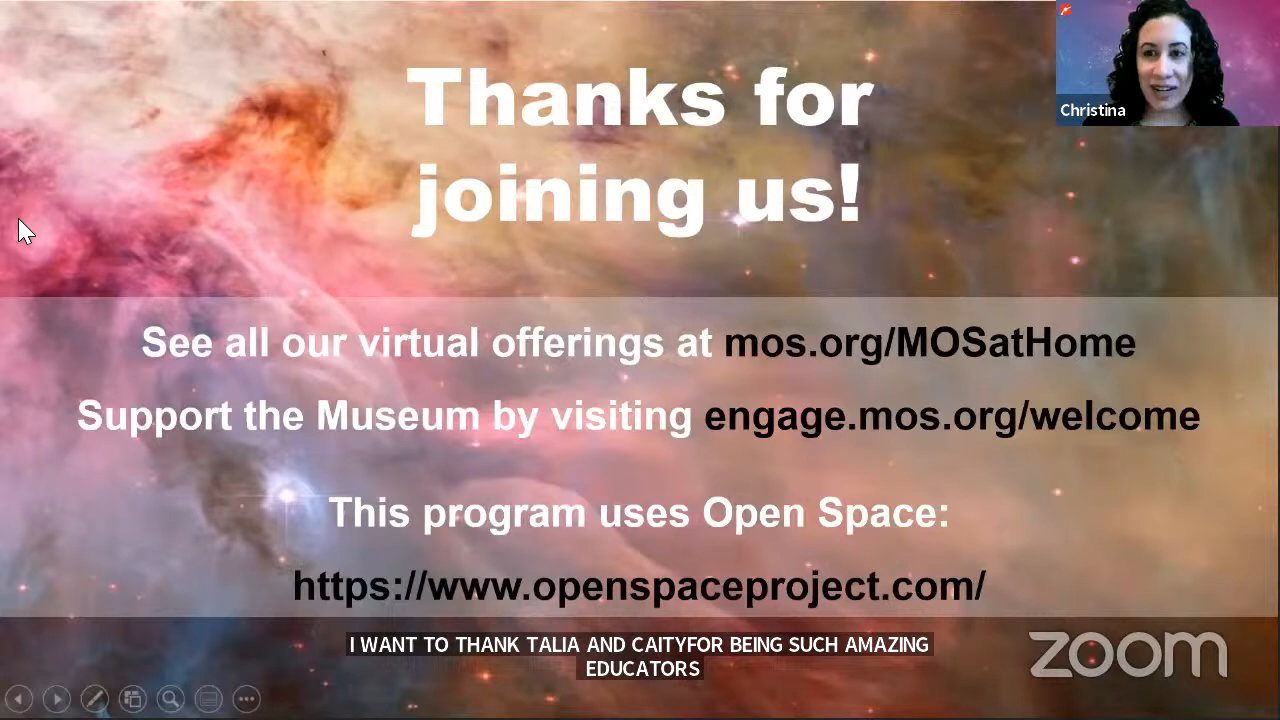 Thanks for
joining us!
Christina
See all our virtual offerings at mos.org/MOSatHome
Support the Museum by visiting engage.mos.org/welcome
This program uses Open Space:
https://www.openspaceproject.com/
I WANT TO THANK TALIA AND CAITYFOR BEING SUCH AMAZING
EDUCATORS
zoom